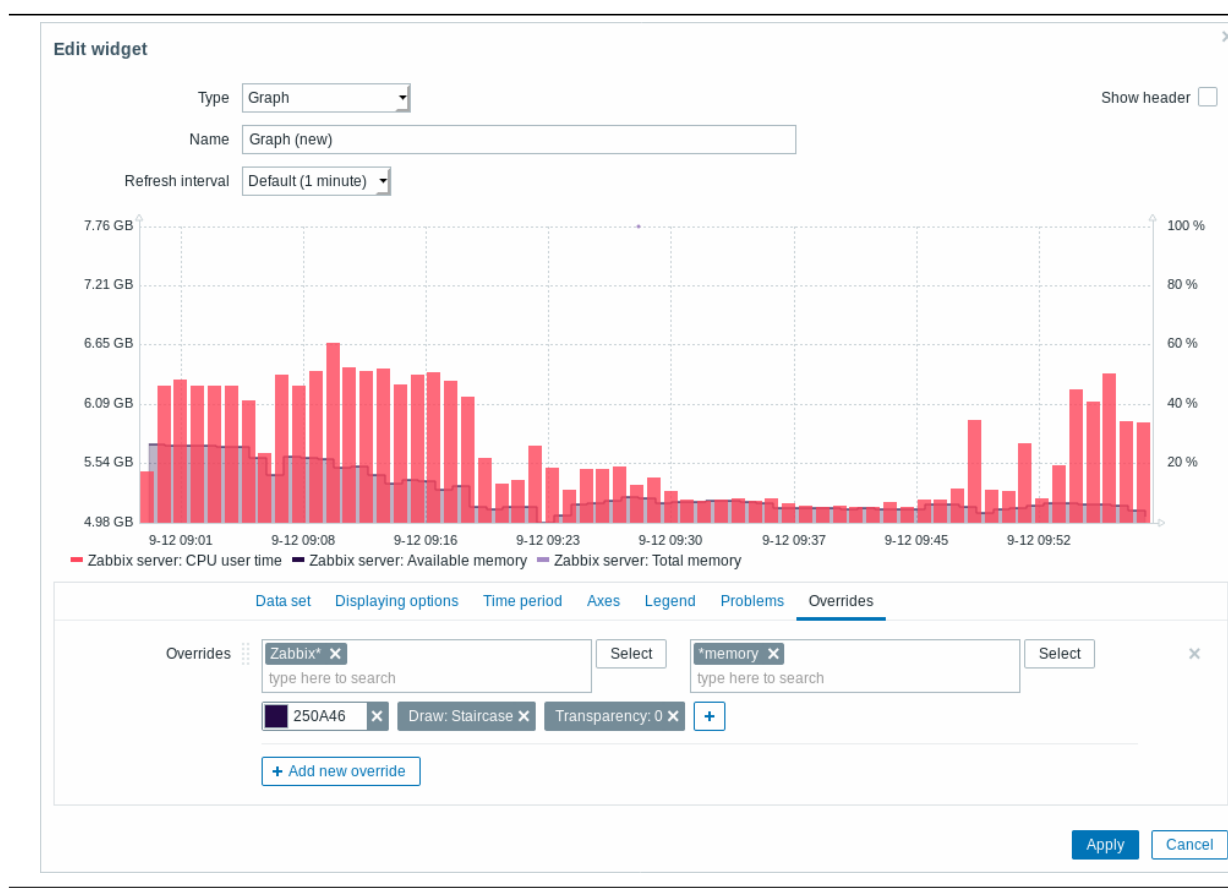 Edit widget
Type Graph Show header
Name Graph (new)
Refresh interval Default (1 minute)
7.76 GB 100 %
7.21 GB 80 %
6.65 GB 60 %
6.09 GB 40 %
5.54 GB 20 %
4.98 GB
9-12 09:01 9-12 09:08 9-12 09:16 9-12 09:23 9-12 09:30 9-12 09:37 9-12 09:45 9-12 09:52
Zabbix server: CPU user time Zabbix server: Available memory Zabbix server: Total memory
Data set Displaying options Time period Axes Legend Problems Overrides
Overrides Zabbix* Select *memory Select
type here to search type here to search
250A46 Draw: Staircase Transparency: 0 +
+ Add new override
Apply Cancel